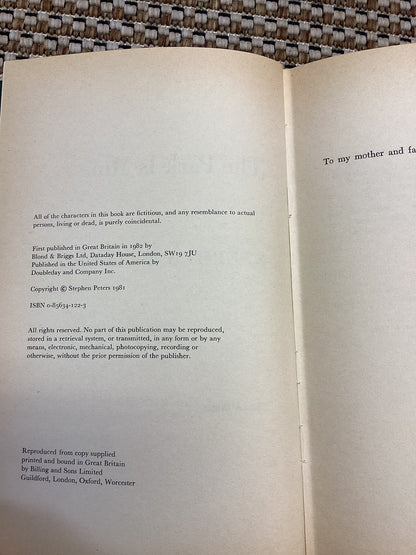 All of the characters in this book are fictitious, and any resemblance to actual
persons, living or dead, is purely coincidental.
First published in Great Britain in 1982 by
Blond & Briggs Ltd, Dataday House, London, SW19 7JU
Published in the United States of America by
Doubleday and Company Inc.
Copyright © Stephen Peters 1981
ISBN 0-85634-122-3
All rights reserved. No part of this publication may be reproduced,
stored in a retrieval system, or transmitted, in any form or by any
means, electronic, mechanical, photocopying, recording or
otherwise, without the prior permission of the publisher.
Reproduced from copy supplied
printed and bound in Great Britain
by Billing and Sons Limited
Guildford, London, Oxford, Worcester
To my mother and fa